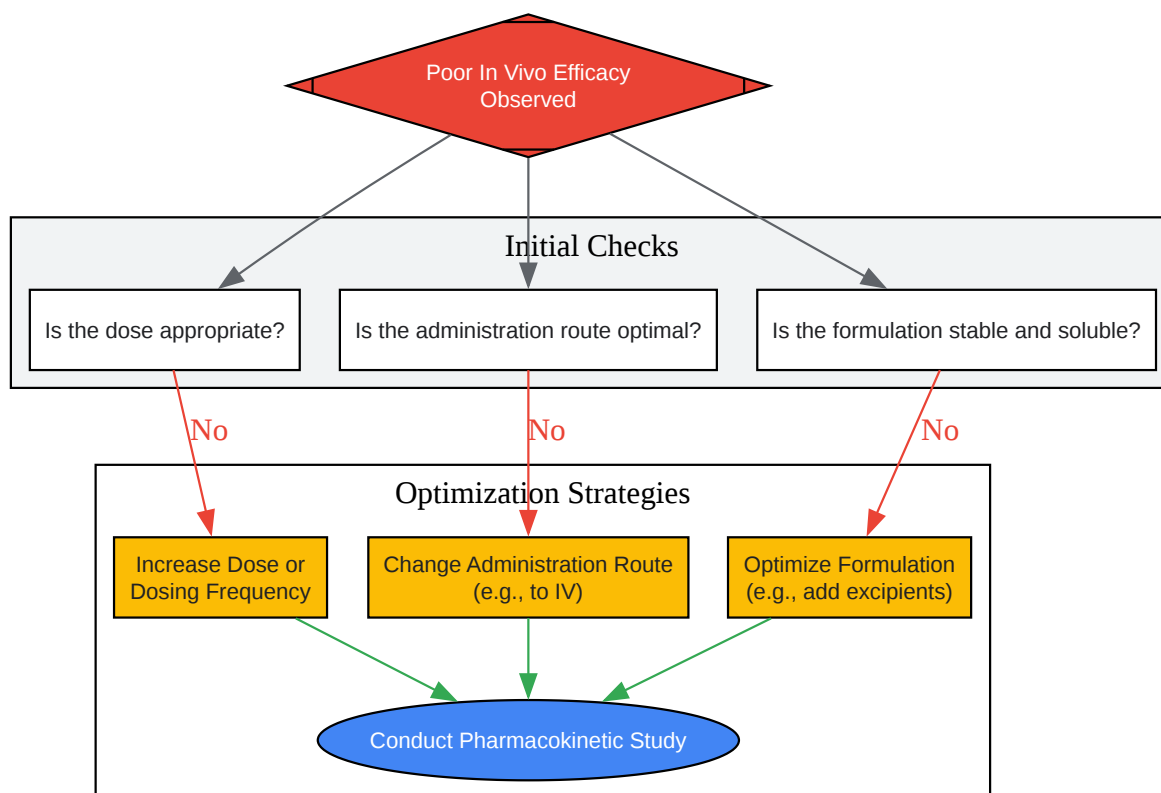 Poor In Vivo Efficacy
Observed
Initial Checks
Is the dose appropriate?
Is the administration route optimal?
Is the formulation stable and soluble?
No
No
No
Optimization Strategies
Increase Dose or
Dosing Frequency
Change Administration Route
(e.g., to IV)
Optimize Formulation
(e.g., add excipients)
Conduct Pharmacokinetic Study